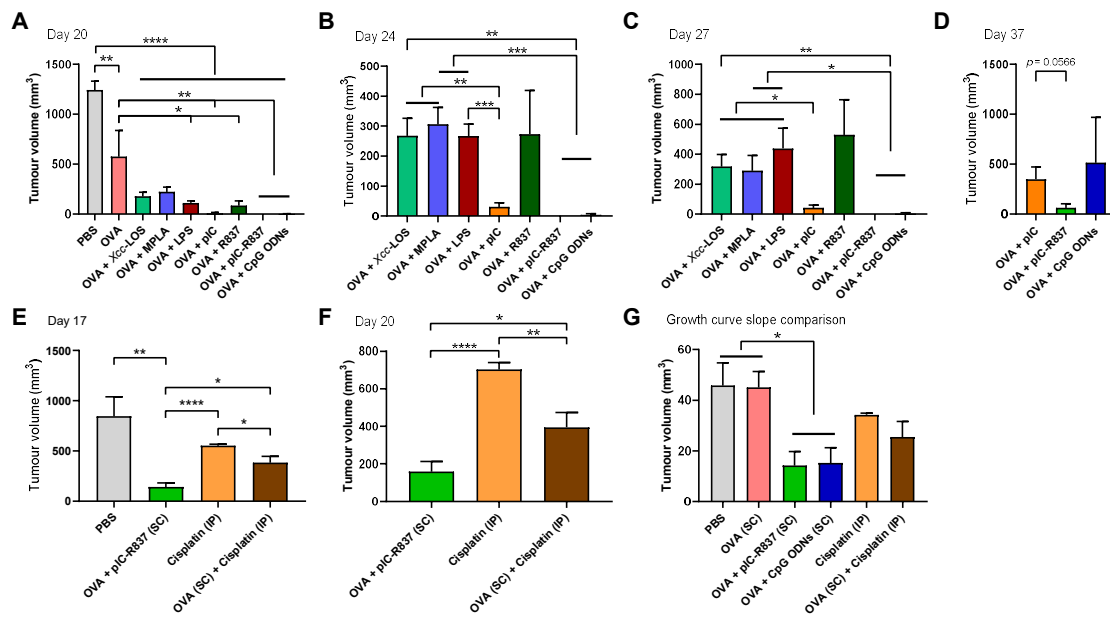 A
Day 20
Tumour volume (mm³)
1500
1000
500
0
****
**
**
*
PBS
OVA
OVA + Xcc-LOS
OVA + MPLA
OVA + LPS
OVA + pIC
OVA + R837
OVA + pIC-R837
OVA + CpG ODNs
B
Day 24
Tumour volume (mm³)
500
400
300
200
100
0
**
***
**
***
OVA + Xcc-LOS
OVA + MPLA
OVA + LPS
OVA + pIC
OVA + R837
OVA + pIC-R837
OVA + CpG ODNs
C
Day 27
Tumour volume (mm³)
1000
800
600
400
200
0
**
*
*
OVA + Xcc-LOS
OVA + MPLA
OVA + LPS
OVA + pIC
OVA + R837
OVA + pIC-R837
OVA + CpG ODNs
D
Day 37
Tumour volume (mm³)
1500
1000
500
0
p = 0.0566
OVA + pIC
OVA + pIC-R837
OVA + CpG ODNs
E
Day 17
Tumour volume (mm³)
1500
1000
500
0
**
*
****
*
PBS
OVA + pIC-R837 (SC)
Cisplatin (IP)
OVA (SC) + Cisplatin (IP)
F
Day 20
Tumour volume (mm³)
800
600
400
200
0
*
**
****
OVA + pIC-R837 (SC)
Cisplatin (IP)
OVA (SC) + Cisplatin (IP)
G
Growth curve slope comparison
Tumour volume (mm³)
60
40
20
0
*
PBS
OVA (SC)
OVA + pIC-R837 (SC)
OVA + CpG ODNs (SC)
Cisplatin (IP)
OVA (SC) + Cisplatin (IP)